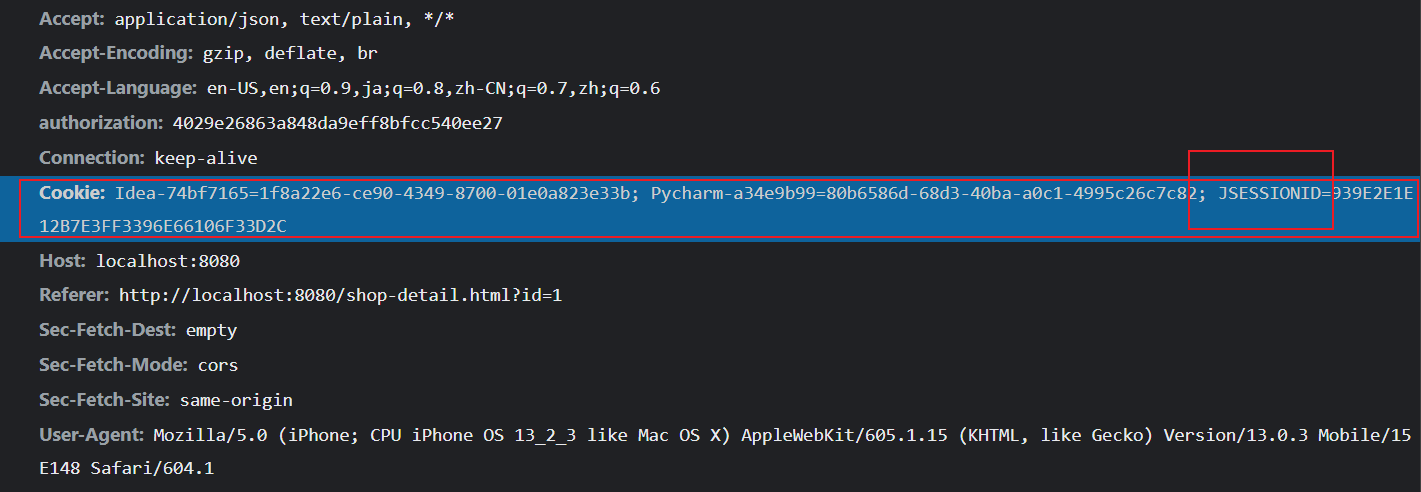 Accept: application/json, text/plain, */*
Accept-Encoding: gzip, deflate, br
Accept-Language: en-US,en;q=0.9,ja;q=0.8,zh-CN;q=0.7,zh;q=0.6
authorization: 4029e26863a848da9eff8bfcc540ee27
Connection: keep-alive
Cookie: Idea-74bf7165=1f8a22e6-ce90-4349-8700-01e0a823e33b; Pycharm-a34e9b99=80b6586d-68d3-40ba-a0c1-4995c26c7c82; JSESSIONID=939E2E1E
12B7E3FF3396E66106F33D2C
Host: localhost:8080
Referer: http://localhost:8080/shop-detail.html?id=1
Sec-Fetch-Dest: empty
Sec-Fetch-Mode: cors
Sec-Fetch-Site: same-origin
User-Agent: Mozilla/5.0 (iPhone; CPU iPhone OS 13_2_3 like Mac OS X) AppleWebKit/605.1.15 (KHTML, like Gecko) Version/13.0.3 Mobile/15
E148 Safari/604.1